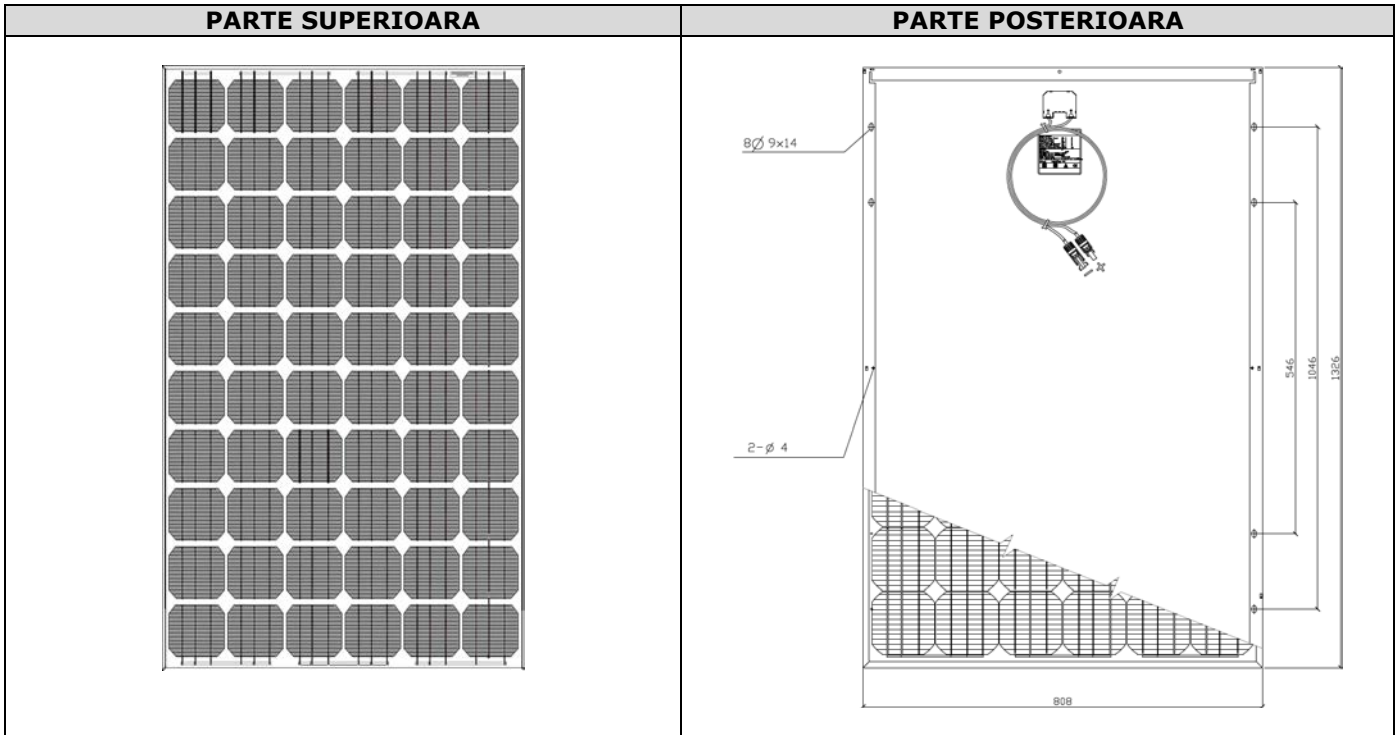 PARTE SUPERIOARA
PARTE POSTERIOARA
8Ø 9x14
546
1046
1326
2-ø 4
808